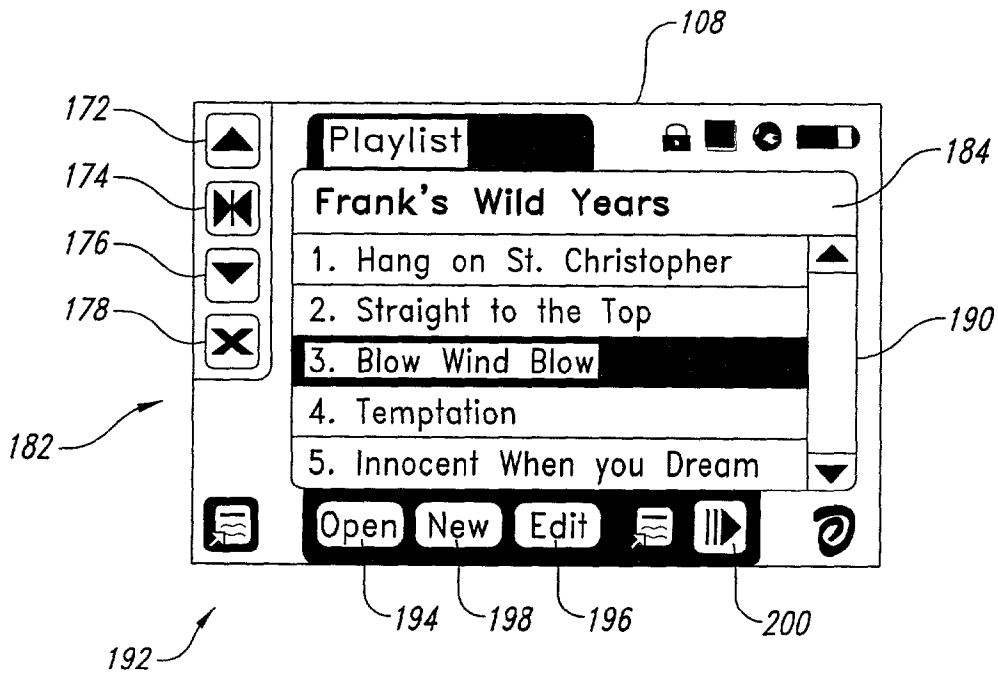 108
172
Playlist
184
174
Frank's Wild Years
176
1. Hang on St. Christopher
178
2. Straight to the Top
190
3. Blow Wind Blow
4. Temptation
182
5. Innocent When you Dream
Open New Edit
194 198 196 200
192